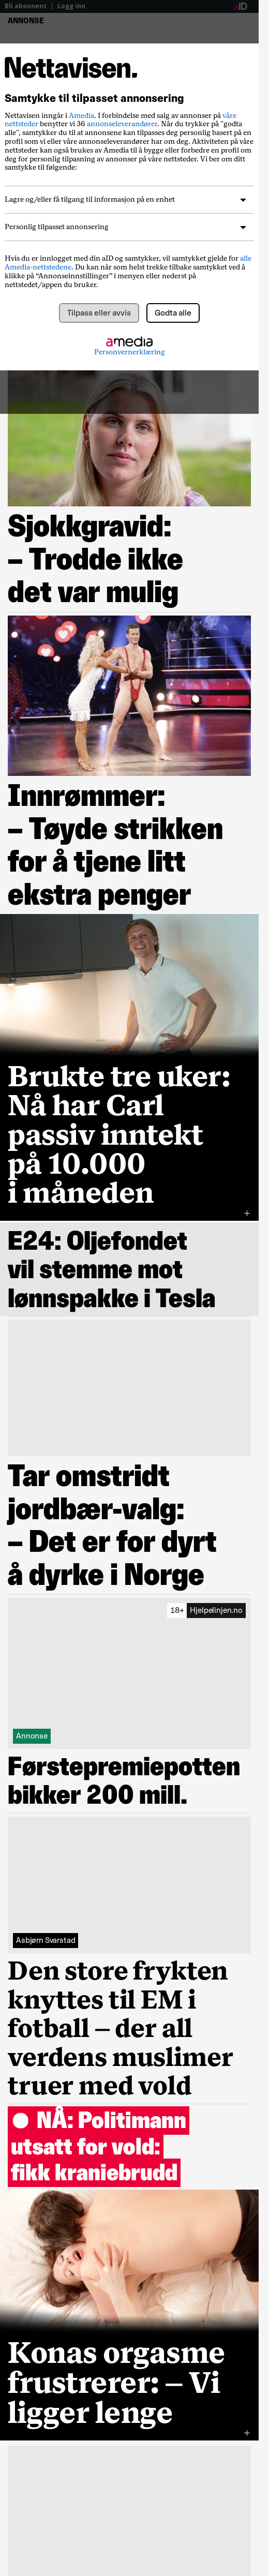 Bli abonnent | Logg inn
aID
ANNONSE
Nettavisen.
Samtykke til tilpasset annonsering
Nettavisen inngår i Amedia. I forbindelse med salg av annonser på våre
nettsteder benytter vi 36 annonseleverandører. Når du trykker på "godta
alle", samtykker du til at annonser kan tilpasses deg personlig basert på en
profil som vi eller våre annonseleverandører har om deg. Aktiviteten på våre
nettsteder kan også brukes av Amedia til å bygge eller forbedre en profil om
deg for personlig tilpasning av annonser på våre nettsteder. Vi ber om ditt
samtykke til følgende:
Lagre og/eller få tilgang til informasjon på en enhet
Personlig tilpasset annonsering
Hvis du er innlogget med din aID og samtykker, vil samtykket gjelde for alle
Amedia-nettstedene. Du kan når som helst trekke tilbake samtykket ved å
klikke på “Annonseinnstillinger” i menyen eller nederst på
nettstedet/appen du bruker.
Tilpass eller avvis
Godta alle
amedia
Personvernerklæring
Sjokkgravid:
– Trodde ikke
det var mulig
Innrømmer:
– Tøyde strikken
for å tjene litt
ekstra penger
Brukte tre uker:
Nå har Carl
passiv inntekt
på 10.000
i måneden
E24: Oljefondet
vil stemme mot
lønnspakke i Tesla
Tar omstridt
jordbær-valg:
– Det er for dyrt
å dyrke i Norge
18+ Hjelpelinjen.no
Annonse
Førstepremiepotten
bikker 200 mill.
Asbjørn Svarstad
Den store frykten
knyttes til EM i
fotball – der all
verdens muslimer
truer med vold
NÅ: Politimann
utsatt for vold:
fikk kraniebrudd
Konas orgasme
frustrerer: – Vi
ligger lenge